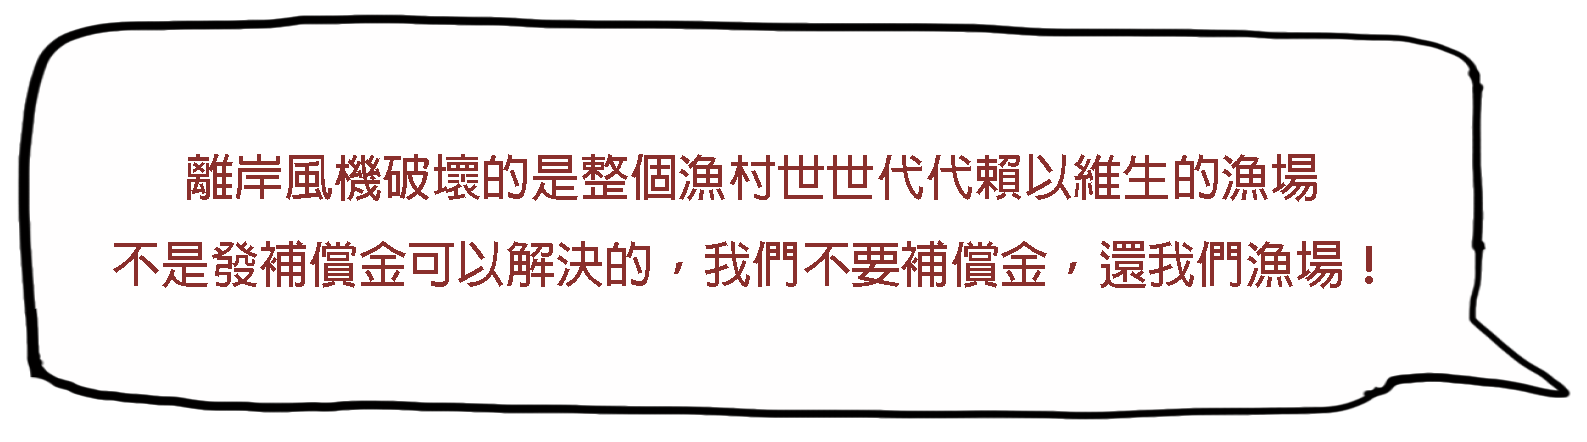 離岸風機破壞的是整個漁村世世代代賴以維生的漁場
不是發補償金可以解決的，我們不要補償金，還我們漁場！